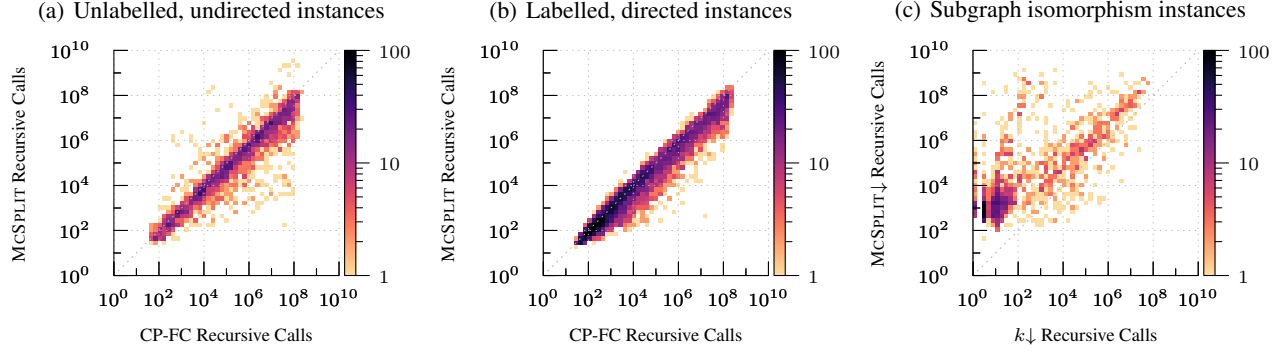 (a) Unlabelled, undirected instances
MCSPLIT Recursive Calls
10^10
10^8
10^6
10^4
10^2
10^0
10^0 10^2 10^4 10^6 10^8 10^10
CP-FC Recursive Calls
100
10
1
(b) Labelled, directed instances
MCSPLIT Recursive Calls
10^10
10^8
10^6
10^4
10^2
10^0
10^0 10^2 10^4 10^6 10^8 10^10
CP-FC Recursive Calls
100
10
1
(c) Subgraph isomorphism instances
MCSPLIT↓ Recursive Calls
10^10
10^8
10^6
10^4
10^2
10^0
10^0 10^2 10^4 10^6 10^8 10^10
k↓ Recursive Calls
100
10
1